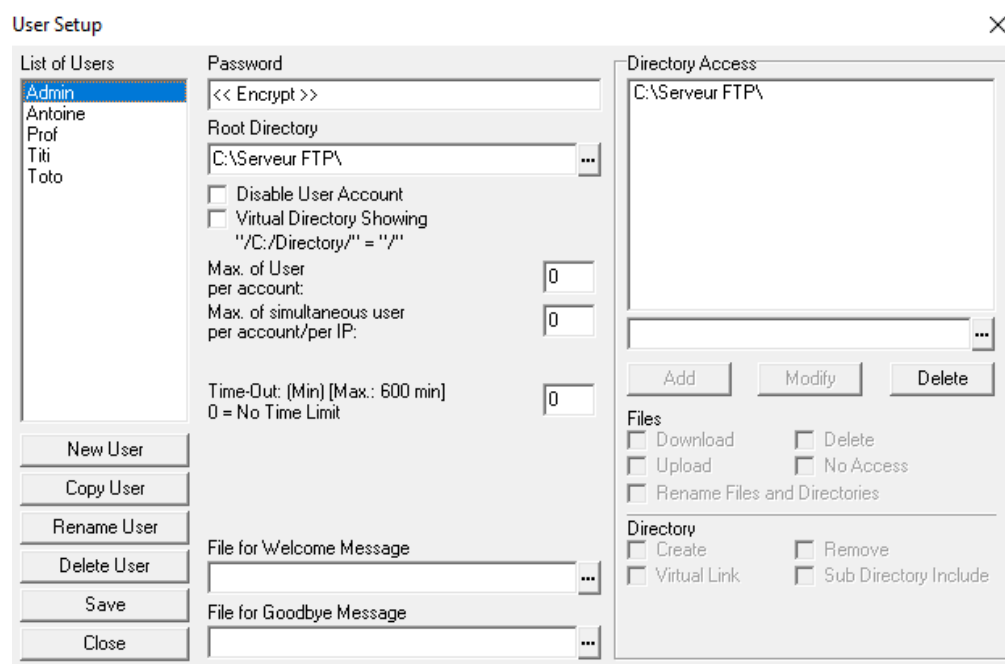 User Setup
List of Users
Admin
Antoine
Prof
Titi
Toto
New User
Copy User
Rename User
Delete User
Save
Close
Password
<< Encrypt >>
Root Directory
C:\Serveur FTP\
...
Disable User Account
Virtual Directory Showing
"/C:/Directory/" = "/"
Max. of User
per account:
0
Max. of simultaneous user
per account/per IP:
0
Time-Out: (Min) [Max.: 600 min]
0 = No Time Limit
0
File for Welcome Message
...
File for Goodbye Message
...
Directory Access
C:\Serveur FTP\
...
Add Modify Delete
Files
Download Delete
Upload No Access
Rename Files and Directories
Directory
Create Remove
Virtual Link Sub Directory Include